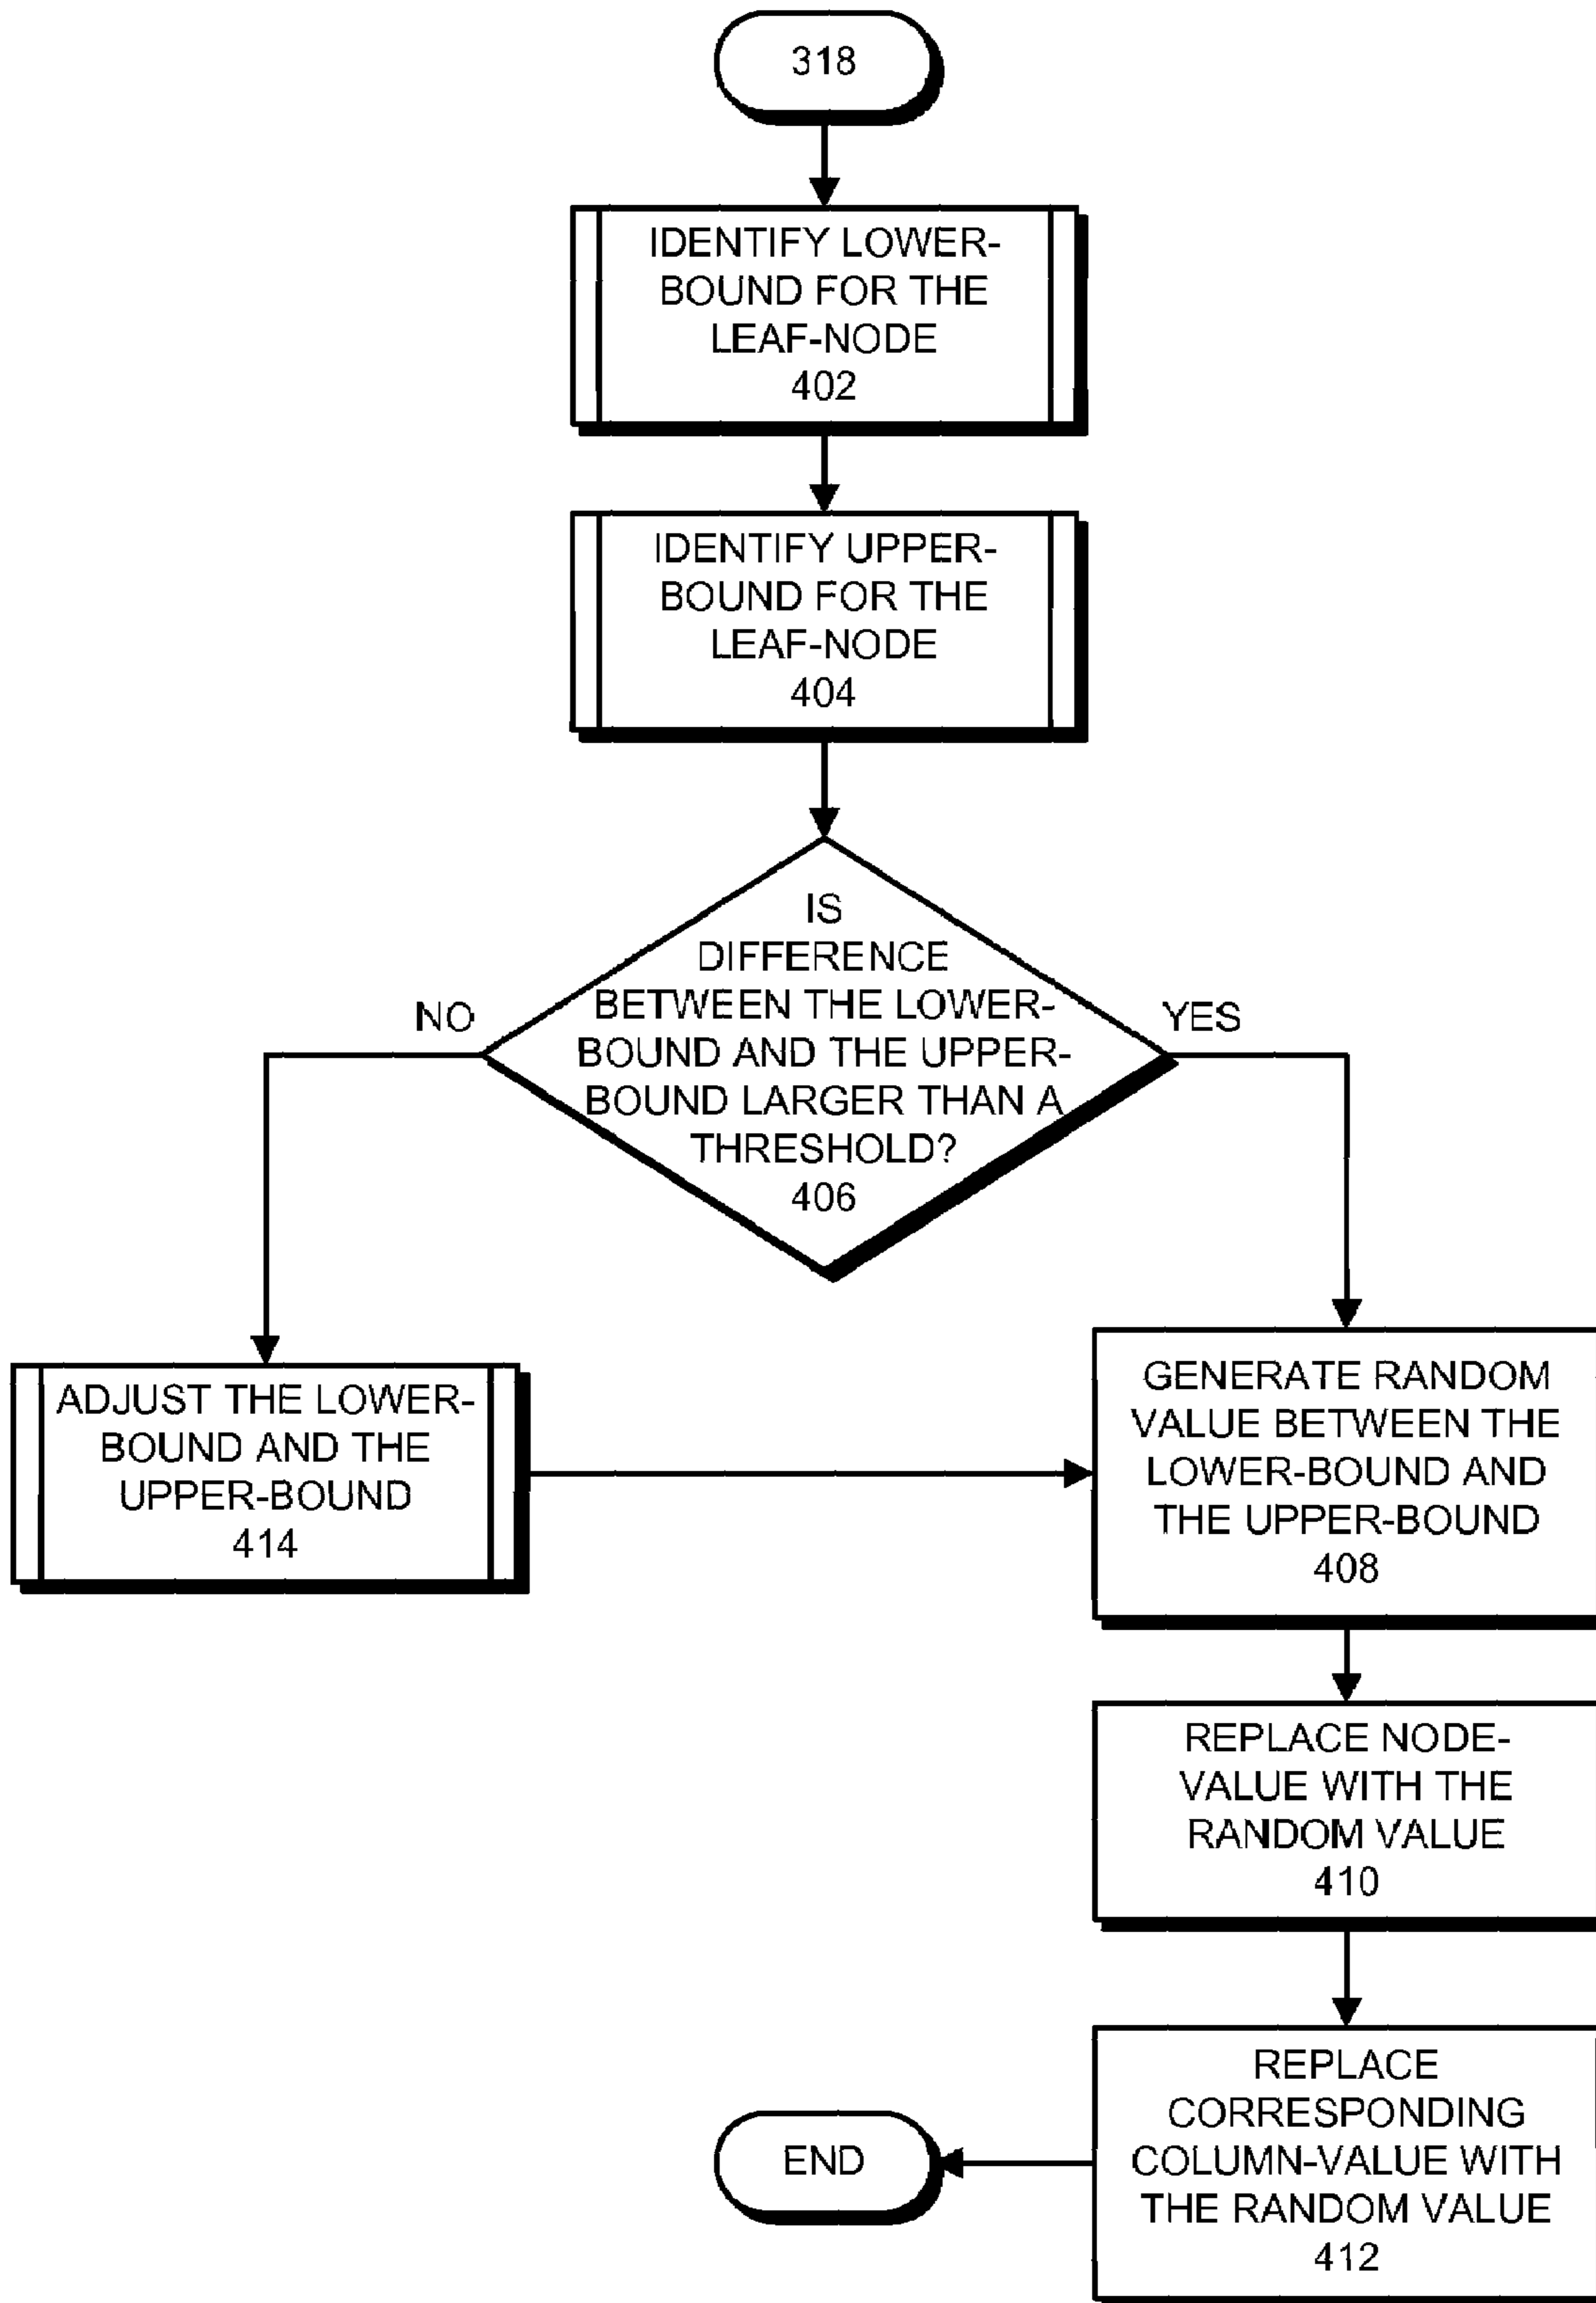 318
IDENTIFY LOWER-
BOUND FOR THE
LEAF-NODE
402
IDENTIFY UPPER-
BOUND FOR THE
LEAF-NODE
404
IS
DIFFERENCE
BETWEEN THE LOWER-
BOUND AND THE UPPER-
BOUND LARGER THAN A
THRESHOLD?
406
NO
YES
ADJUST THE LOWER-
BOUND AND THE
UPPER-BOUND
414
GENERATE RANDOM
VALUE BETWEEN THE
LOWER-BOUND AND
THE UPPER-BOUND
408
REPLACE NODE-
VALUE WITH THE
RANDOM VALUE
410
REPLACE
CORRESPONDING
COLUMN-VALUE WITH
THE RANDOM VALUE
412
END